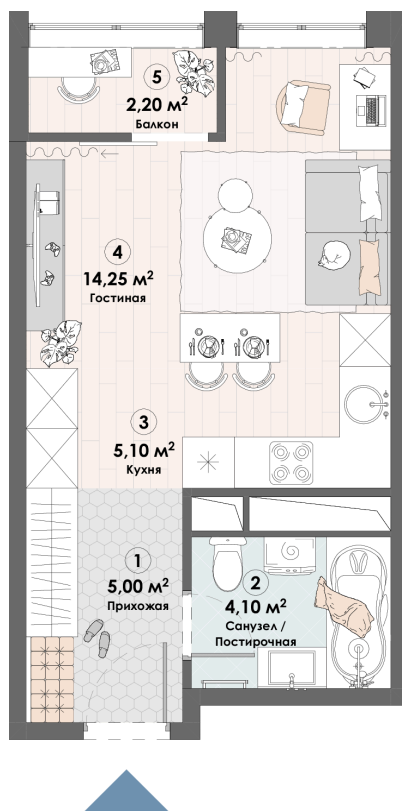 5
2,20 м²
Балкон
4
14,25 м²
Гостиная
3
5,10 м²
Кухня
1
5,00 м²
Прихожая
2
4,10 м²
Санузел /
Постирочная